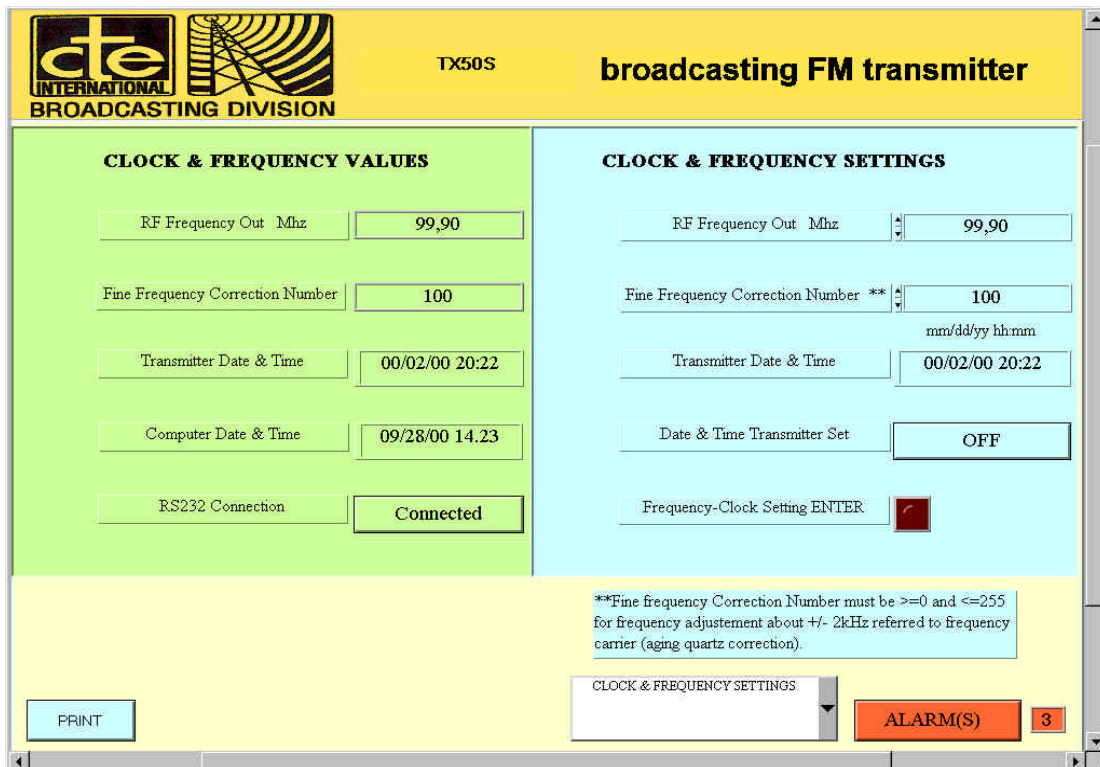 cte
INTERNATIONAL
BROADCASTING DIVISION
TX50S
broadcasting FM transmitter
CLOCK & FREQUENCY VALUES
RF Frequency Out Mhz 99,90
Fine Frequency Correction Number 100
Transmitter Date & Time 00/02/00 20:22
Computer Date & Time 09/28/00 14.23
RS232 Connection Connected
CLOCK & FREQUENCY SETTINGS
RF Frequency Out Mhz 99,90
Fine Frequency Correction Number ** 100
mm/dd/yy hh:mm
Transmitter Date & Time 00/02/00 20:22
Date & Time Transmitter Set OFF
Frequency-Clock Setting ENTER
**Fine frequency Correction Number must be >=0 and <=255
for frequency adjustement about +/- 2kHz referred to frequency
carrier (aging quartz correction).
CLOCK & FREQUENCY SETTINGS
PRINT
ALARM(S) 3